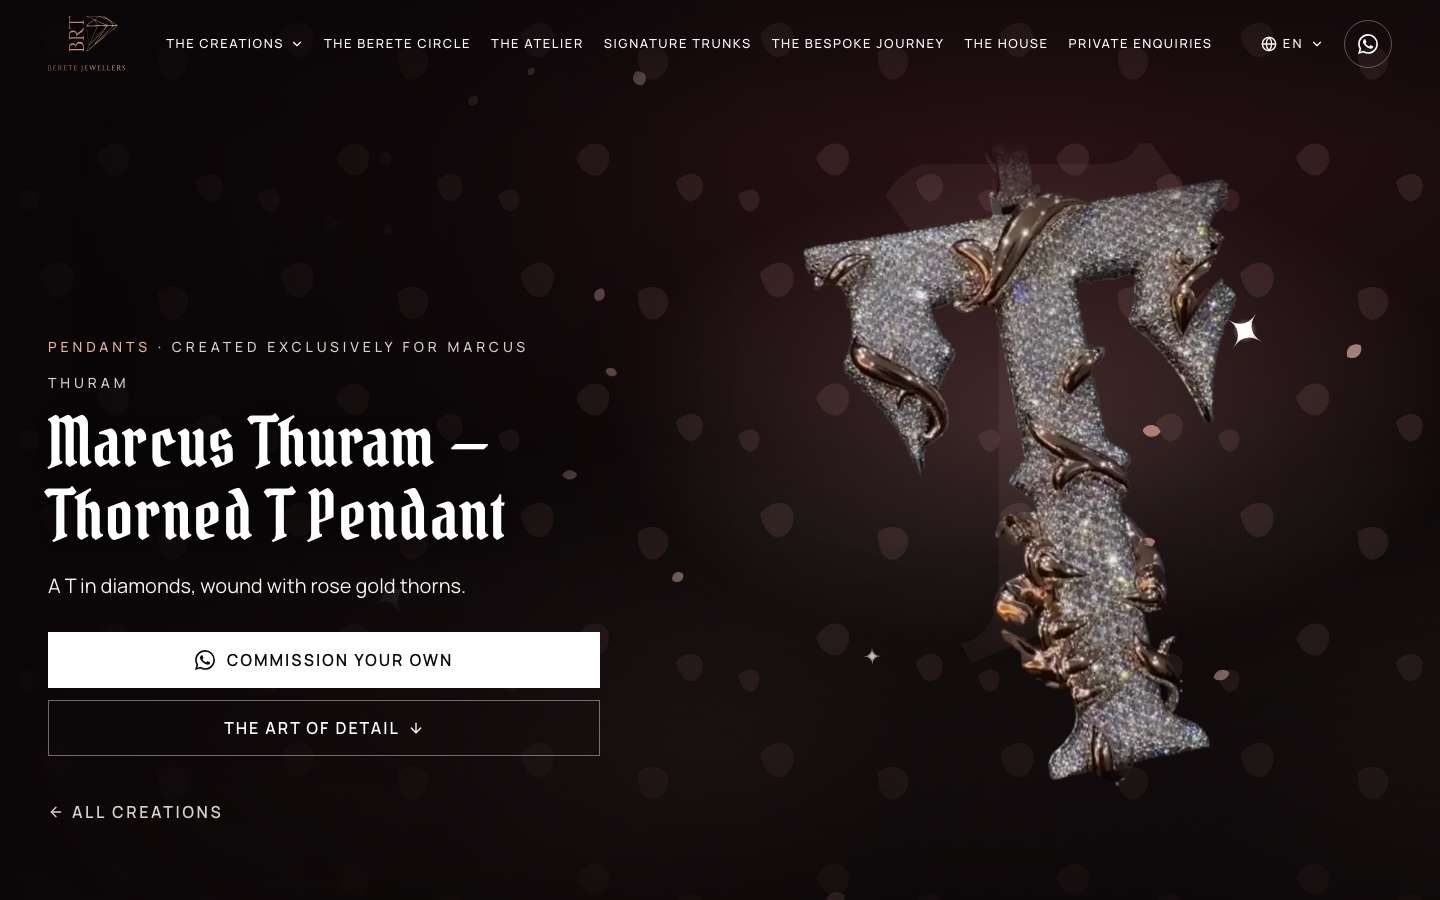 BRT
BERETE JEWELLERS
THE CREATIONS
THE BERETE CIRCLE
THE ATELIER
SIGNATURE TRUNKS
THE BESPOKE JOURNEY
THE HOUSE
PRIVATE ENQUIRIES
EN
PENDANTS · CREATED EXCLUSIVELY FOR MARCUS
THURAM
Marcus Thuram —
Thorned T Pendant
A T in diamonds, wound with rose gold thorns.
COMMISSION YOUR OWN
THE ART OF DETAIL ↓
← ALL CREATIONS